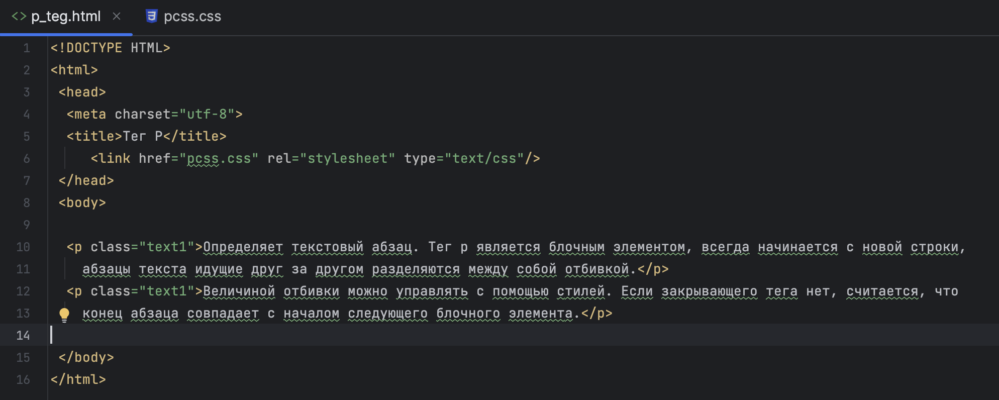 p_teg.html
pcss.css
1 <!DOCTYPE HTML>
2 <html>
3 <head>
4 <meta charset="utf-8">
5 <title>Тег P</title>
6 <link href="pcss.css" rel="stylesheet" type="text/css"/>
7 </head>
8 <body>
9
10 <p class="text1">Определяет текстовый абзац. Тег p является блочным элементом, всегда начинается с новой строки,
11 абзацы текста идущие друг за другом разделяются между собой отбивкой.</p>
12 <p class="text1">Величиной отбивки можно управлять с помощью стилей. Если закрывающего тега нет, считается, что
13 конец абзаца совпадает с началом следующего блочного элемента.</p>
14
15 </body>
16 </html>